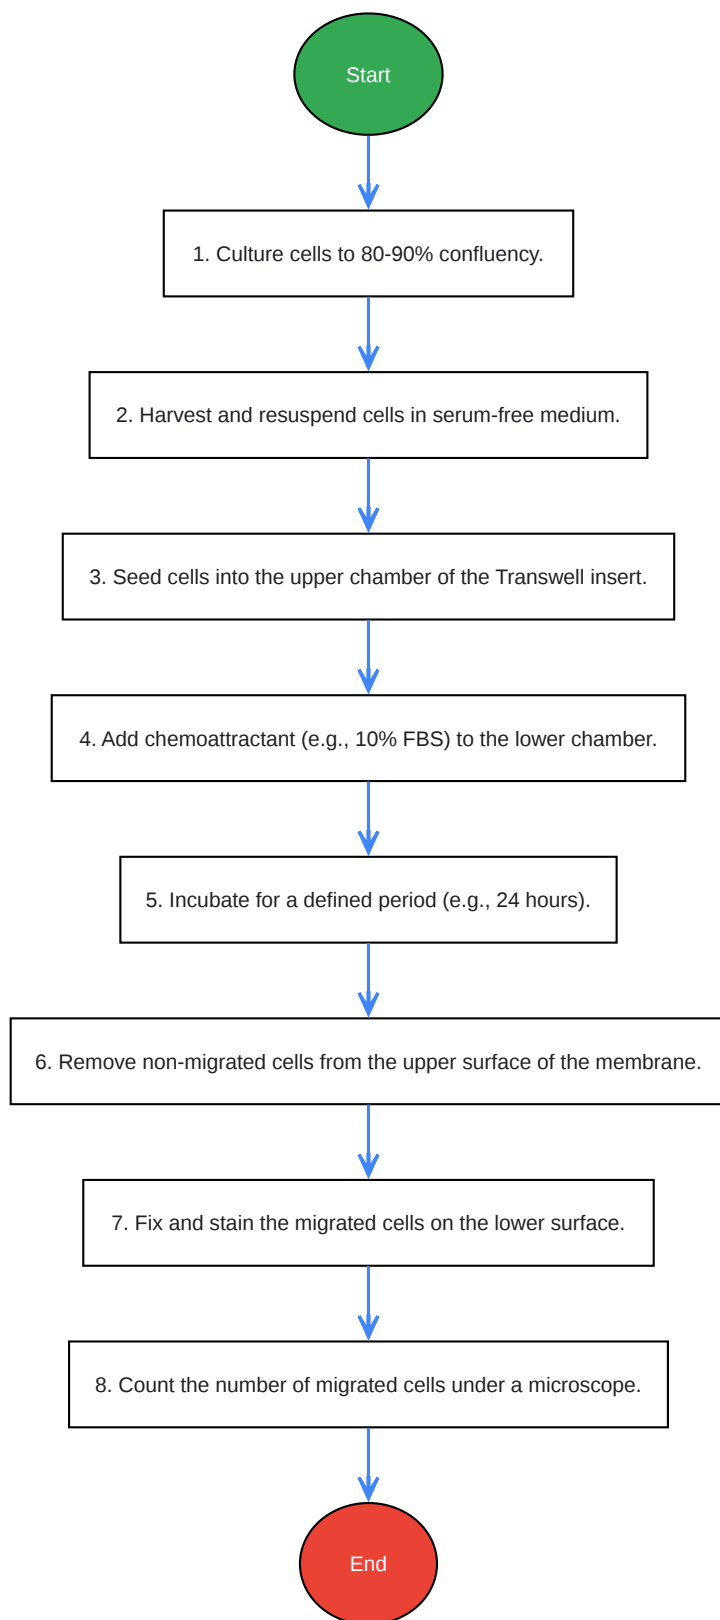 Start
1. Culture cells to 80-90% confluency.
2. Harvest and resuspend cells in serum-free medium.
3. Seed cells into the upper chamber of the Transwell insert.
4. Add chemoattractant (e.g., 10% FBS) to the lower chamber.
5. Incubate for a defined period (e.g., 24 hours).
6. Remove non-migrated cells from the upper surface of the membrane.
7. Fix and stain the migrated cells on the lower surface.
8. Count the number of migrated cells under a microscope.
End